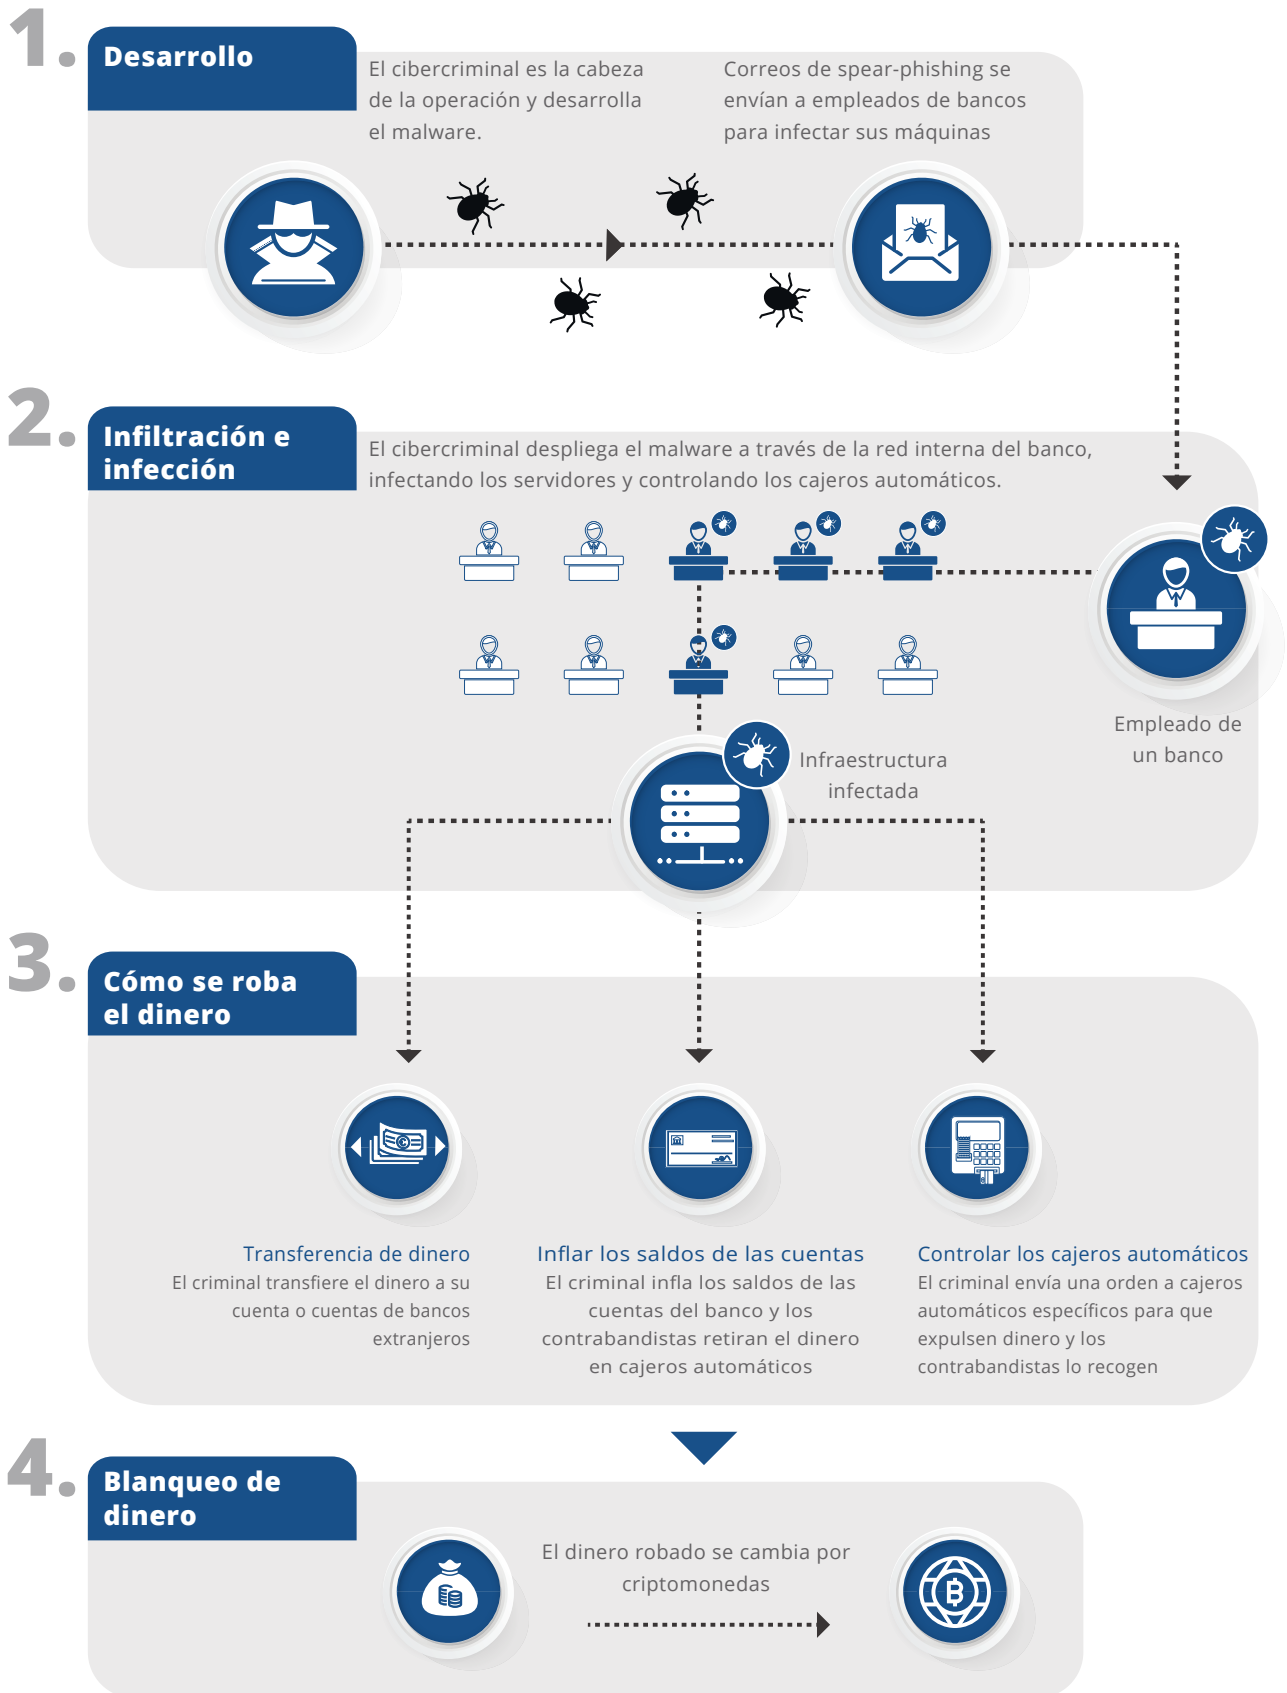 1.
Desarrollo
El cibercriminal es la cabeza
de la operación y desarrolla
el malware.
Correos de spear-phishing se
envían a empleados de bancos
para infectar sus máquinas
2.
Infiltración e
infección
El cibercriminal despliega el malware a través de la red interna del banco,
infectando los servidores y controlando los cajeros automáticos.
Empleado de
un banco
Infraestructura
infectada
3.
Cómo se roba
el dinero
Transferencia de dinero
El criminal transfiere el dinero a su
cuenta o cuentas de bancos
extranjeros
Inflar los saldos de las cuentas
El criminal infla los saldos de las
cuentas del banco y los
contrabandistas retiran el dinero
en cajeros automáticos
Controlar los cajeros automáticos
El criminal envía una orden a cajeros
automáticos específicos para que
expulsen dinero y los
contrabandistas lo recogen
4.
Blanqueo de
dinero
El dinero robado se cambia por
criptomonedas